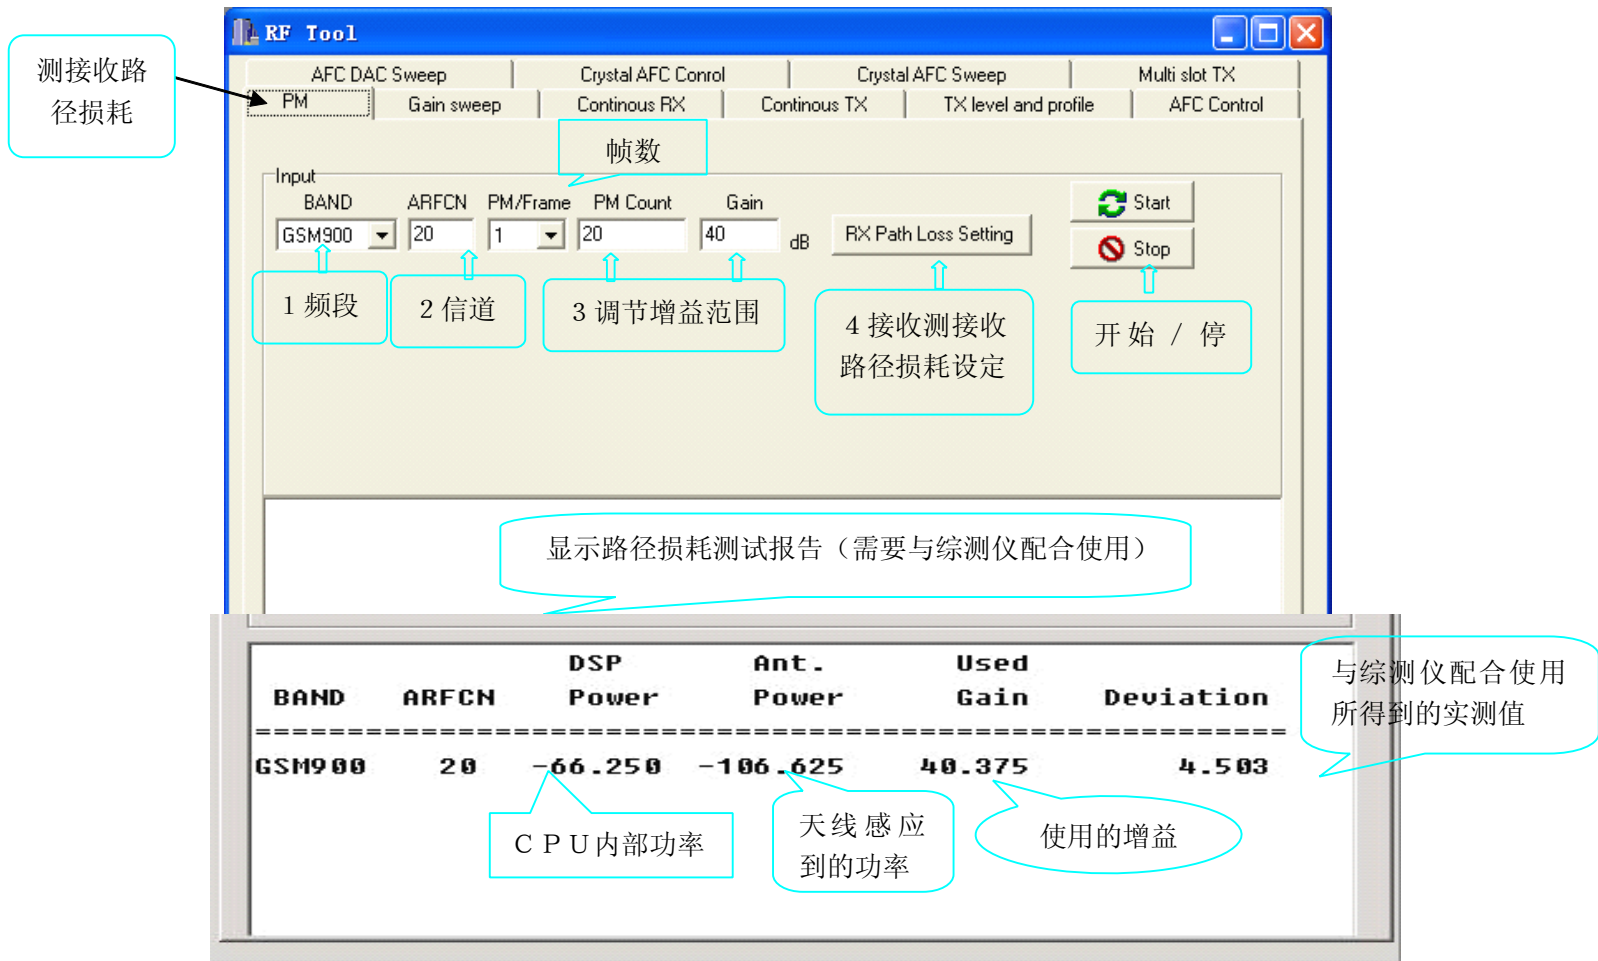 RF Tool
测接收路
径损耗
AFC DAC Sweep
Crystal AFC Conrol
Crystal AFC Sweep
Multi slot TX
PM
Gain sweep
Continous RX
Continous TX
TX level and profile
AFC Control
帧数
Input
BAND
ARFCN
PM/Frame
PM Count
Gain
GSM900
20
1
20
40
dB
RX Path Loss Setting
Start
Stop
1 频段
2 信道
3 调节增益范围
4 接收测接收
路径损耗设定
开始 / 停
显示路径损耗测试报告（需要与综测仪配合使用）
DSP Ant. Used
BAND ARFCN Power Power Gain Deviation
==========================================
GSM900 20 -66.250 -106.625 40.375 4.503
与综测仪配合使用
所得到的实测值
CPU内部功率
天线感应
到的功率
使用的增益